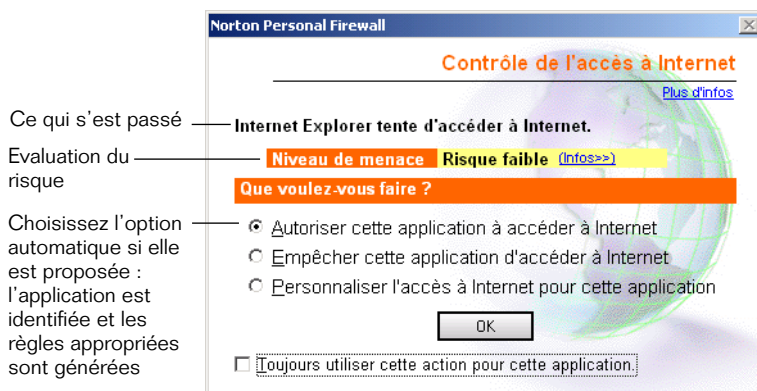 Norton Personal Firewall
Contrôle de l'accès à Internet
Plus d'infos
Ce qui s’est passé
Internet Explorer tente d'accéder à Internet.
Evaluation du
risque
Niveau de menace Risque faible (Infos>>)
Que voulez-vous faire ?
Choisissez l’option
automatique si elle
est proposée :
l’application est
identifiée et les
règles appropriées
sont générées
Autoriser cette application à accéder à Internet
Empêcher cette application d'accéder à Internet
Personnaliser l'accès à Internet pour cette application
OK
Toujours utiliser cette action pour cette application.